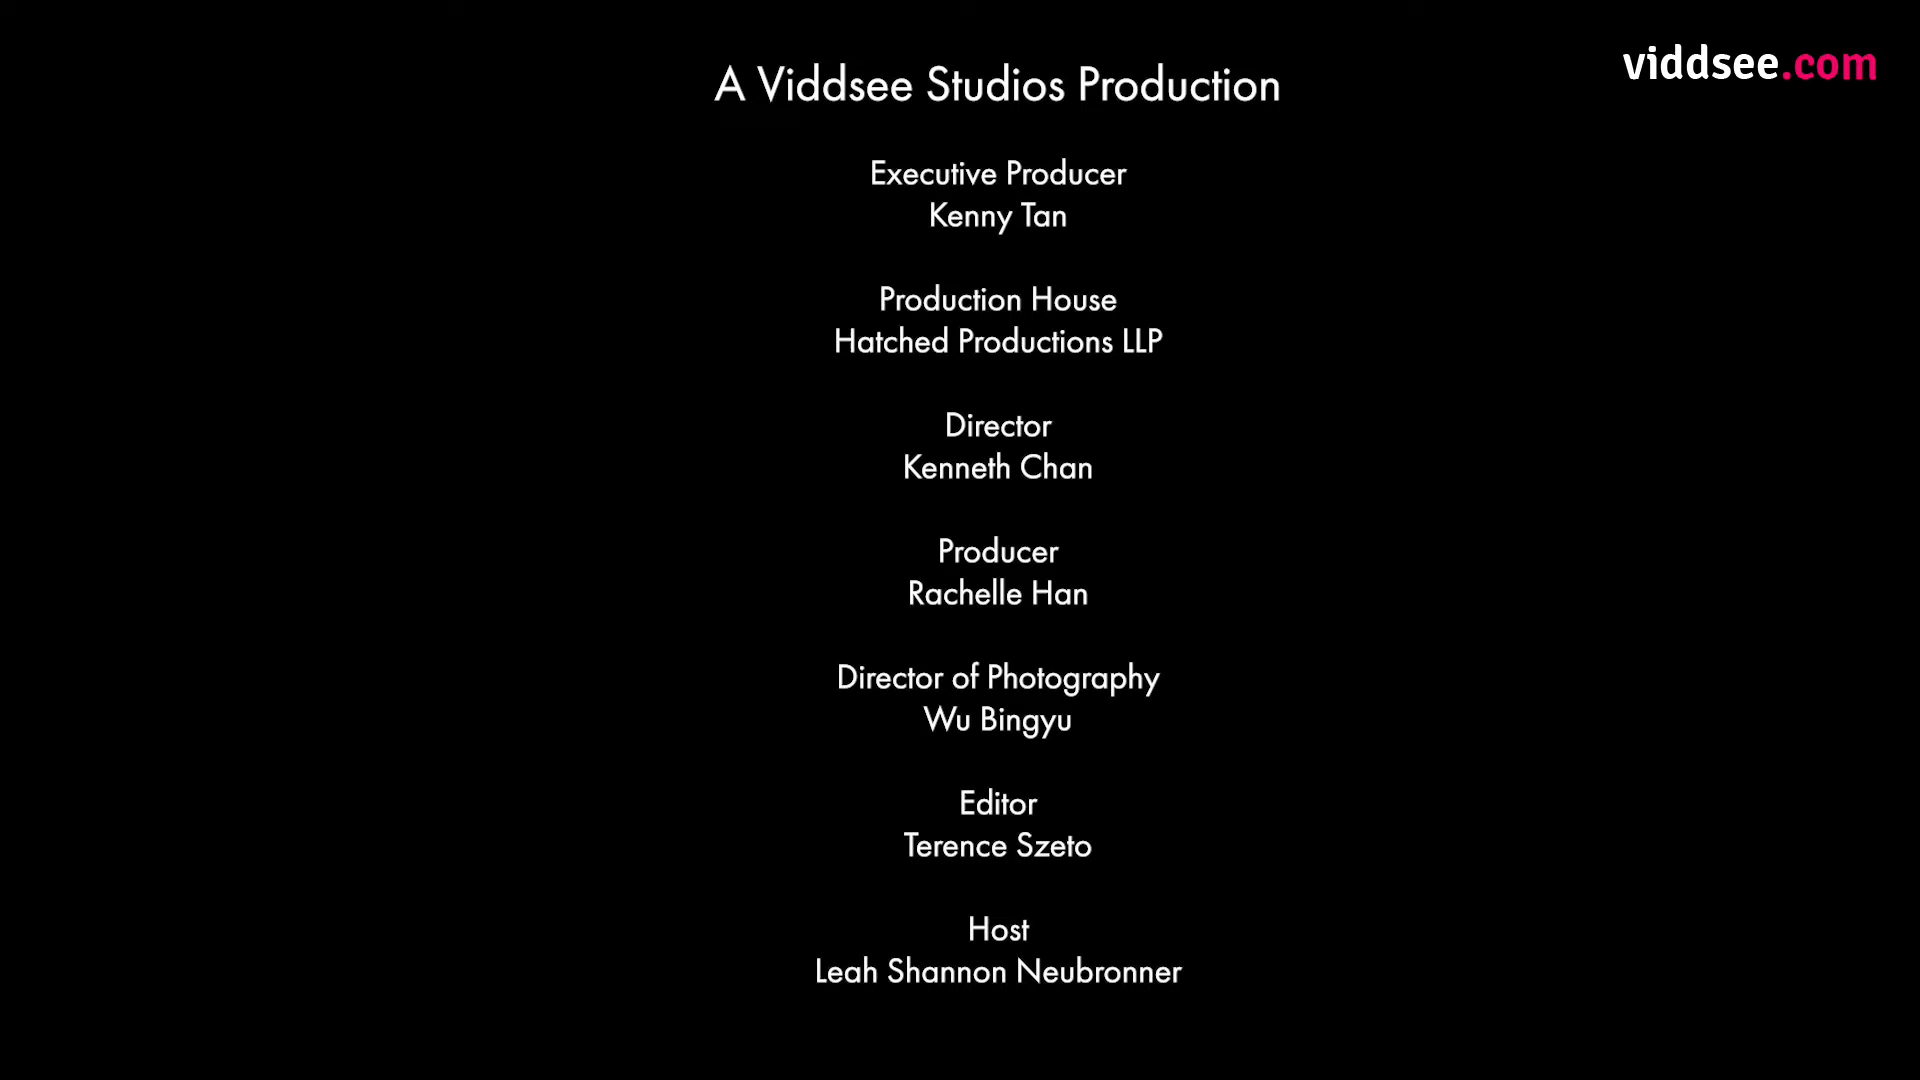 viddsee.com
A Viddsee Studios Production
Executive Producer
Kenny Tan
Production House
Hatched Productions LLP
Director
Kenneth Chan
Producer
Rachelle Han
Director of Photography
Wu Bingyu
Editor
Terence Szeto
Host
Leah Shannon Neubronner